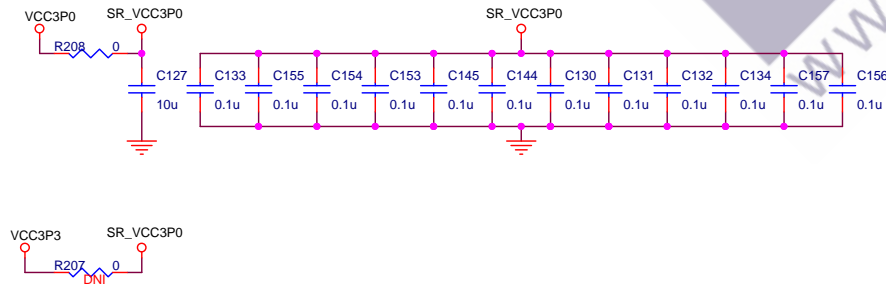 VCC3P0 SR_VCC3P0 SR_VCC3P0
R208 0
C127 C133 C155 C154 C153 C145 C144 C130 C131 C132 C134 C157 C156
10u 0.1u 0.1u 0.1u 0.1u 0.1u 0.1u 0.1u 0.1u 0.1u 0.1u 0.1u 0.1u
VCC3P3 SR_VCC3P0
R207 0
DNI